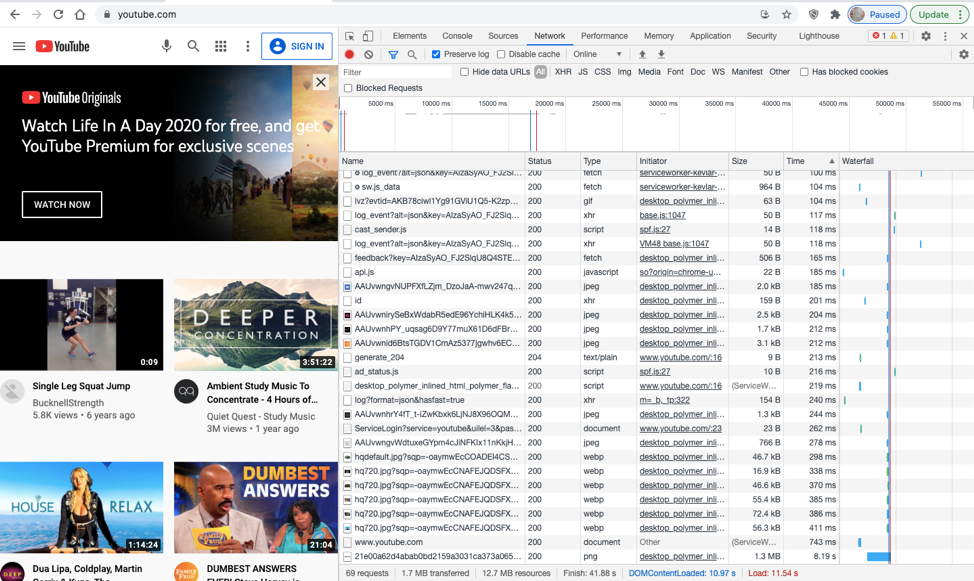 youtube.com
Paused
Update
YouTube
SIGN IN
YouTube Originals
Watch Life In A Day 2020 for free, and get
YouTube Premium for exclusive scenes
WATCH NOW
0:09
Single Leg Squat Jump
BucknellStrength
5.8K views • 6 years ago
DEEPER
CONCENTRATION
3:51:22
Ambient Study Music To
Concentrate - 4 Hours of...
Quiet Quest - Study Music
3M views • 1 year ago
HOUSE RELAX
1:14:24
Dua Lipa, Coldplay, Martin
DUMBEST
ANSWERS
FAMILY FEUD
21:04
DUMBEST ANSWERS
Elements Console Sources Network Performance Memory Application Security Lighthouse 1 1
Preserve log Disable cache Online
Filter Hide data URLs All XHR JS CSS Img Media Font Doc WS Manifest Other Has blocked cookies
Blocked Requests
5000 ms 10000 ms 15000 ms 20000 ms 25000 ms 30000 ms 35000 ms 40000 ms 45000 ms 50000 ms 55000 ms
Name Status Type Initiator Size Time Waterfall
200 fetch serviceworker-kevlar-... 50 B 100 ms
sw.js_data 200 fetch serviceworker-kevlar-... 964 B 104 ms
200 gif desktop_polymer_inli... 63 B 104 ms
log_event?alt=json&key=AIzaSyAO_FJ2Slq... 200 xhr base.js:1047 50 B 117 ms
cast_sender.js 200 script spf.js:27 14 B 118 ms
log_event?alt=json&key=AIzaSyAO_FJ2Slq... 200 xhr VM48 base.js:1047 50 B 118 ms
feedback?key=AIzaSyAO_FJ2SlqU8Q4STE... 200 fetch desktop_polymer_inli... 506 B 165 ms
api.js 200 javascript so?origin=chrome-u... 22 B 185 ms
200 jpeg desktop_polymer_inli... 2.0 kB 185 ms
id 200 xhr desktop_polymer_inli... 159 B 201 ms
200 jpeg desktop_polymer_inli... 2.5 kB 204 ms
200 jpeg desktop_polymer_inli... 1.7 kB 212 ms
200 jpeg desktop_polymer_inli... 3.1 kB 212 ms
generate_204 204 text/plain www.youtube.com/:16 9 B 213 ms
ad_status.js 200 script spf.js:27 10 B 216 ms
desktop_polymer_inlined_html_polymer_fla... 200 script www.youtube.com/:16 (ServiceW... 219 ms
log?format=json&hasfast=true 200 xhr m=_b,_tp:322 154 B 240 ms
200 jpeg desktop_polymer_inli... 1.3 kB 244 ms
ServiceLogin?service=youtube&uilel=3&pas... 200 document www.youtube.com/:23 23 B 262 ms
200 jpeg desktop_polymer_inli... 766 B 278 ms
hqdefault.jpg?sqp=-oaymwEcCOADEI4CS... 200 webp desktop_polymer_inli... 46.7 kB 298 ms
hq720.jpg?sqp=-oaymwEcCNAFEJQDSFX... 200 webp desktop_polymer_inli... 16.9 kB 338 ms
hq720.jpg?sqp=-oaymwEcCNAFEJQDSFX... 200 webp desktop_polymer_inli... 46.6 kB 370 ms
hq720.jpg?sqp=-oaymwEcCNAFEJQDSFX... 200 webp desktop_polymer_inli... 55.4 kB 385 ms
hq720.jpg?sqp=-oaymwEcCNAFEJQDSFX... 200 webp desktop_polymer_inli... 72.4 kB 386 ms
hq720.jpg?sqp=-oaymwEcCNAFEJQDSFX... 200 webp desktop_polymer_inli... 56.3 kB 411 ms
www.youtube.com 200 document Other (ServiceW... 743 ms
21e00a62d4abab0bd2159a3031ca373a065... 200 png desktop_polymer_inli... 1.3 MB 8.19 s
69 requests 1.7 MB transferred 12.7 MB resources Finish: 41.88 s DOMContentLoaded: 10.97 s Load: 11.54 s